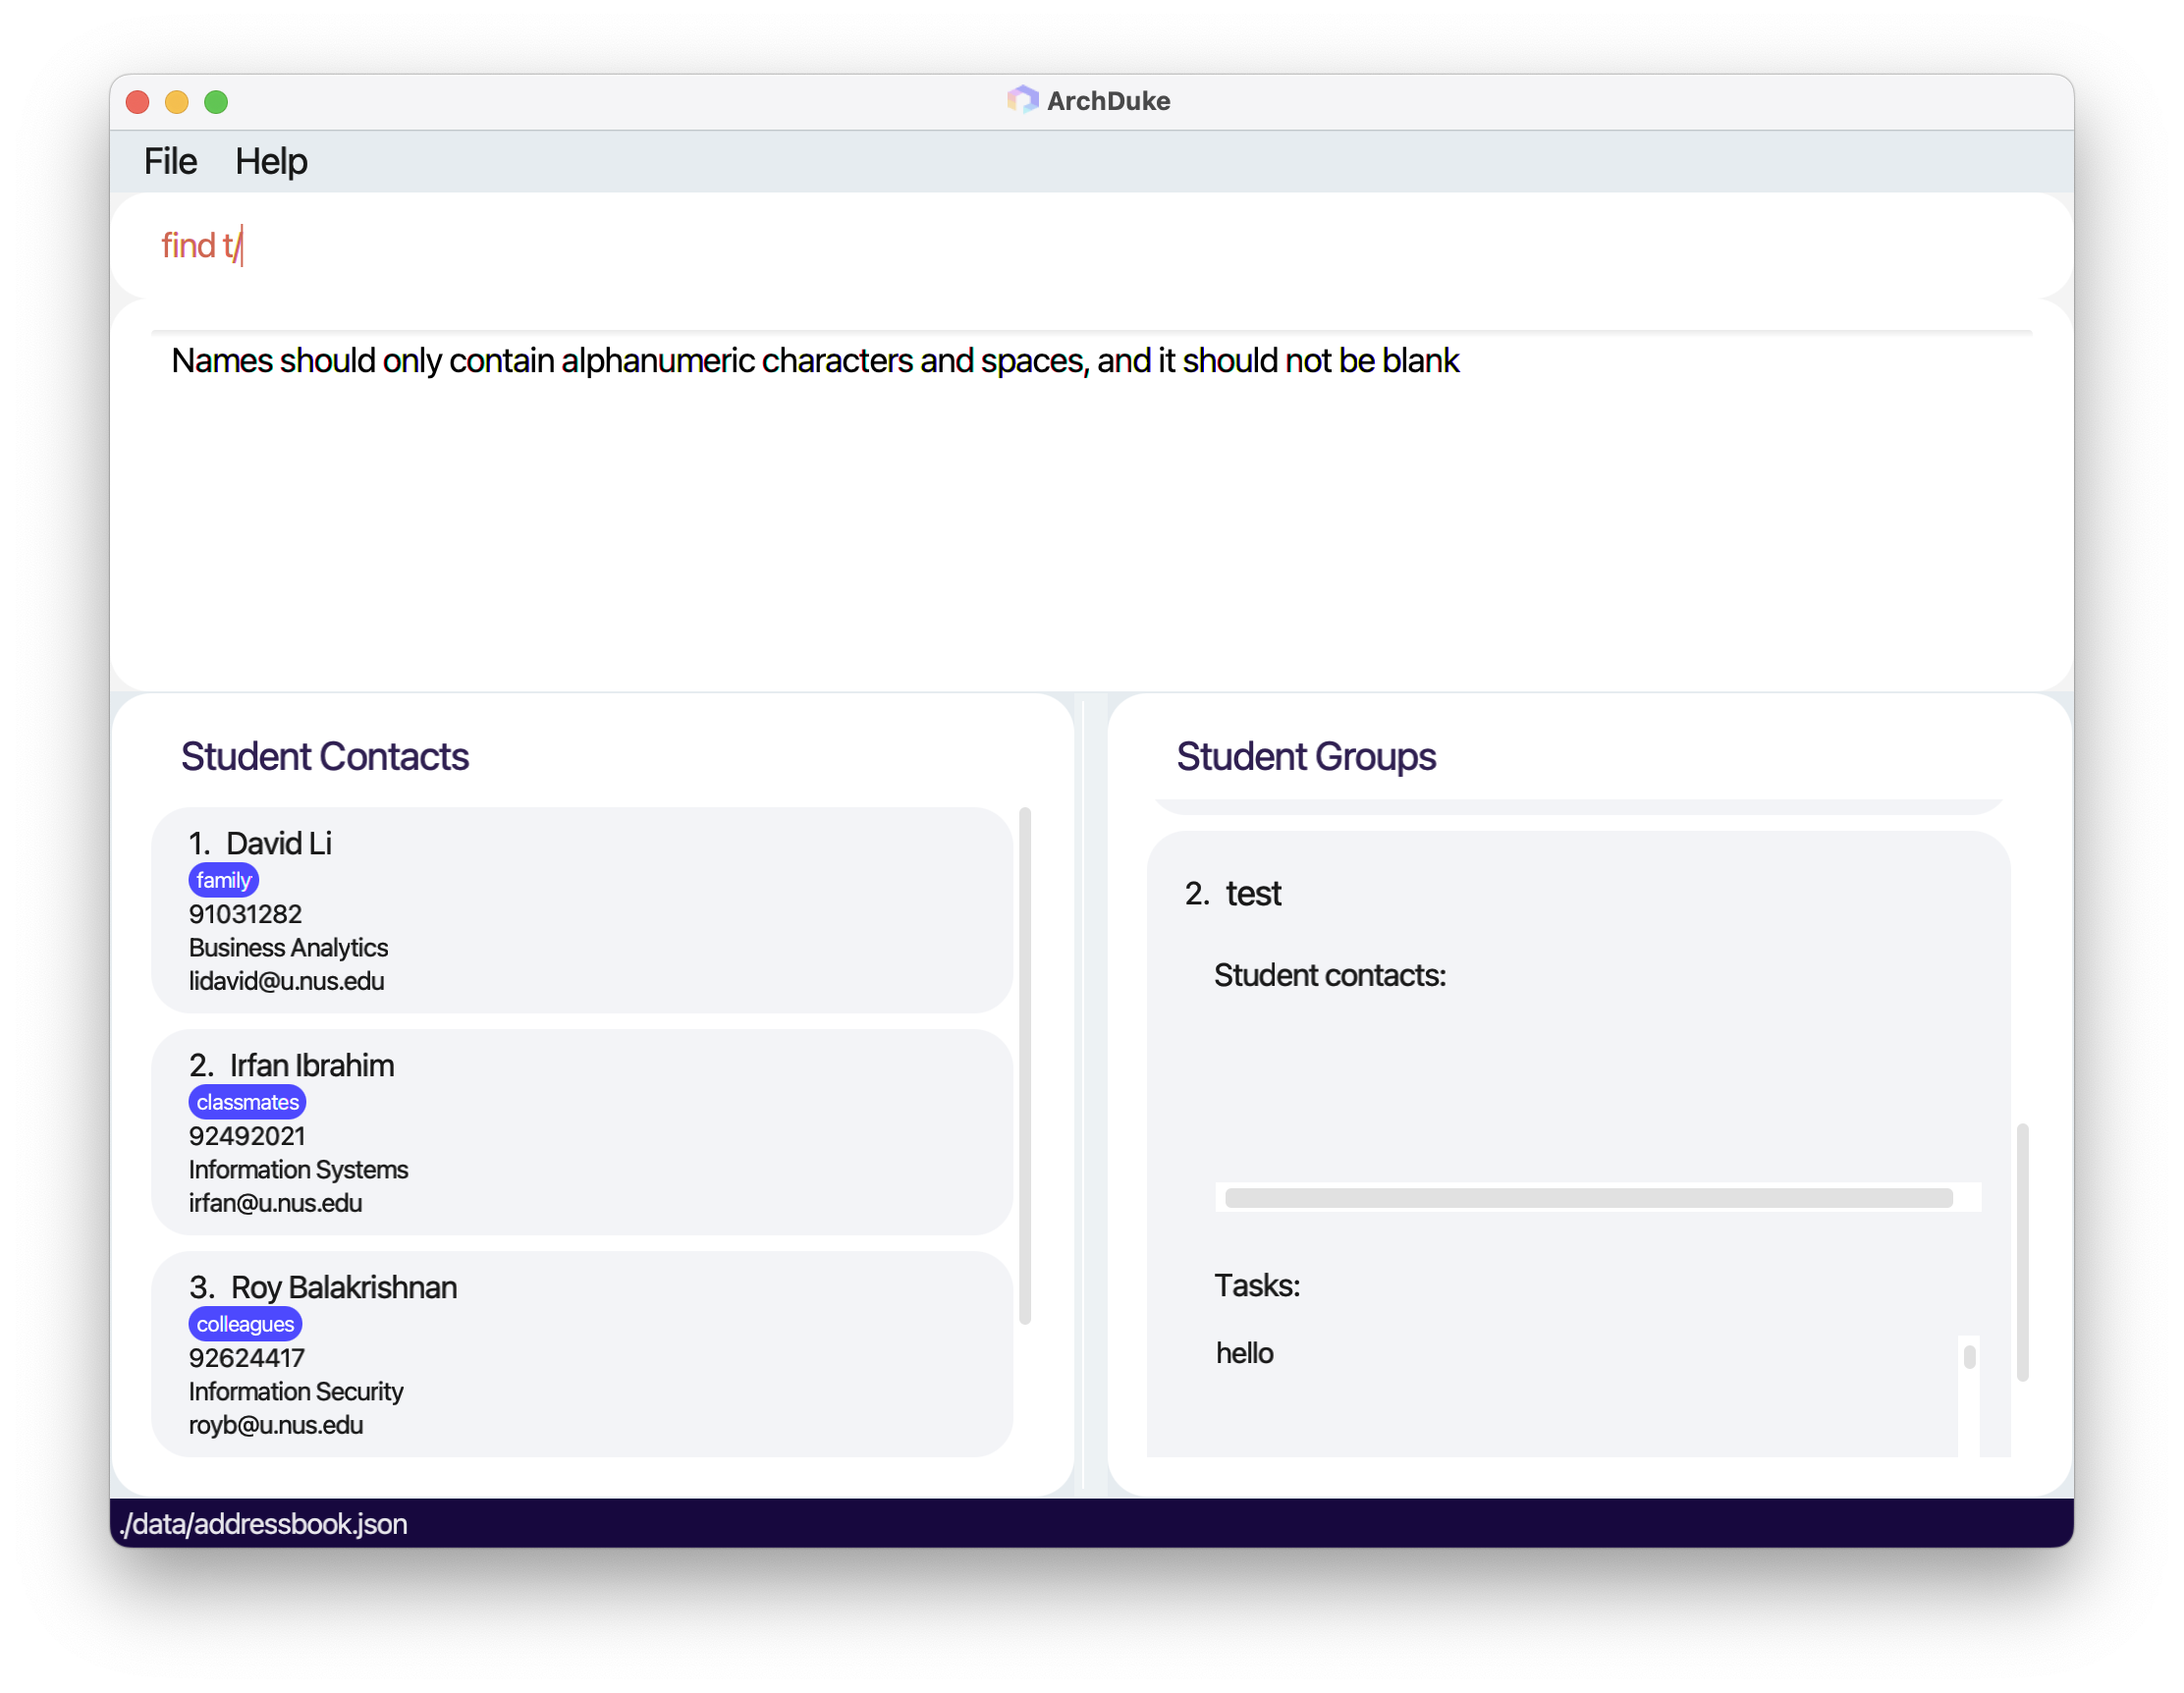 ArchDuke
File Help
find t/
Names should only contain alphanumeric characters and spaces, and it should not be blank
Student Contacts
1. David Li
family
91031282
Business Analytics
lidavid@u.nus.edu
2. Irfan Ibrahim
classmates
92492021
Information Systems
irfan@u.nus.edu
3. Roy Balakrishnan
colleagues
92624417
Information Security
royb@u.nus.edu
Student Groups
2. test
Student contacts:
Tasks:
hello
./data/addressbook.json